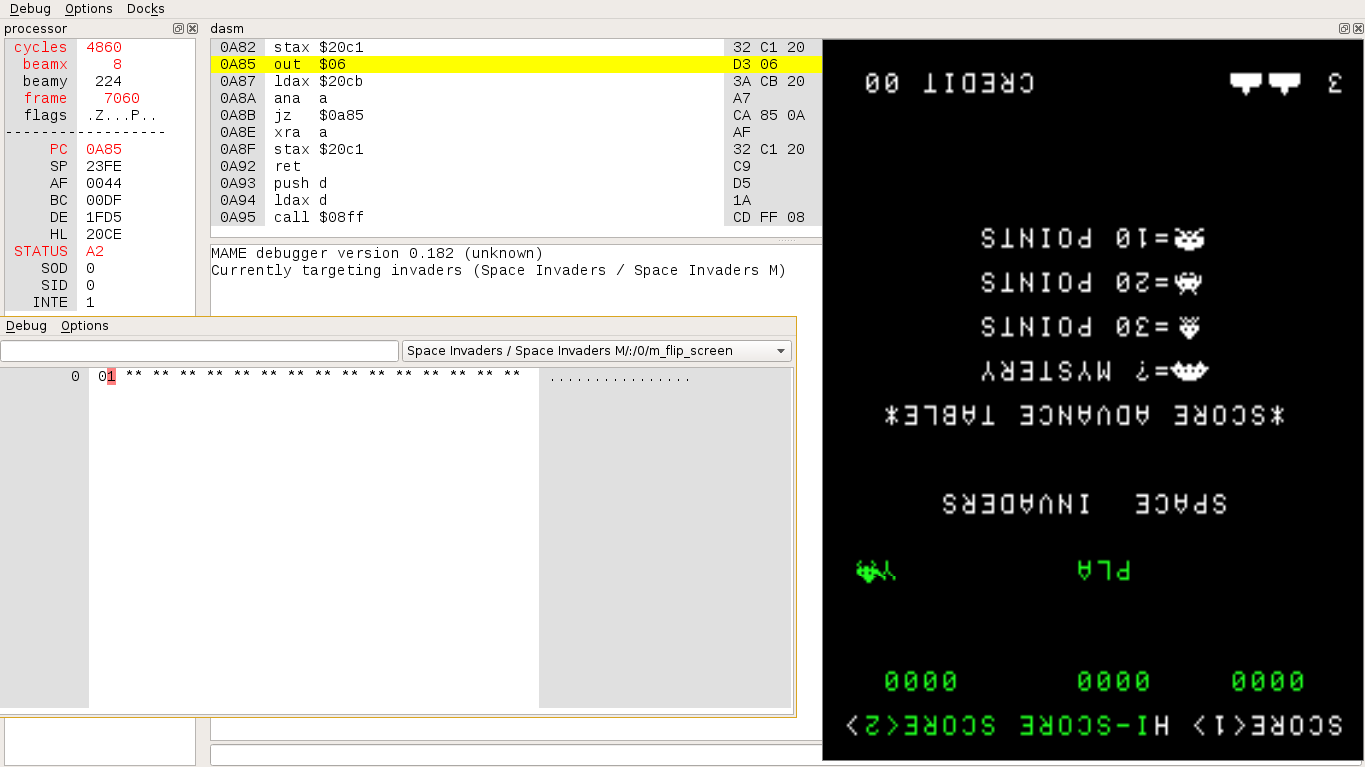 Debug Options Docks
processor
cycles 4860
beamx 8
beamy 224
frame 7060
flags .Z...P..
------------------
PC 0A85
SP 23FE
AF 0044
BC 00DF
DE 1FD5
HL 20CE
STATUS A2
SOD 0
SID 0
INTE 1
dasm
0A82 stax $20c1 32 C1 20
0A85 out $06 D3 06
0A87 ldax $20cb 3A CB 20
0A8A ana a A7
0A8B jz $0a85 CA 85 0A
0A8E xra a AF
0A8F stax $20c1 32 C1 20
0A92 ret C9
0A93 push d D5
0A94 ldax d 1A
0A95 call $08ff CD FF 08
MAME debugger version 0.182 (unknown)
Currently targeting invaders (Space Invaders / Space Invaders M)
Debug Options
Space Invaders / Space Invaders M/:/0/m_flip_screen
0 01 ** ** ** ** ** ** ** ** ** ** ** ** ** ** ** ................
SCORE<1> HI-SCORE SCORE<2>
0000 0000 0000
PLA Y
SPACE INVADERS
*SCORE ADVANCE TABLE*
=? MYSTERY
=30 POINTS
=20 POINTS
=10 POINTS
3 CREDIT 00